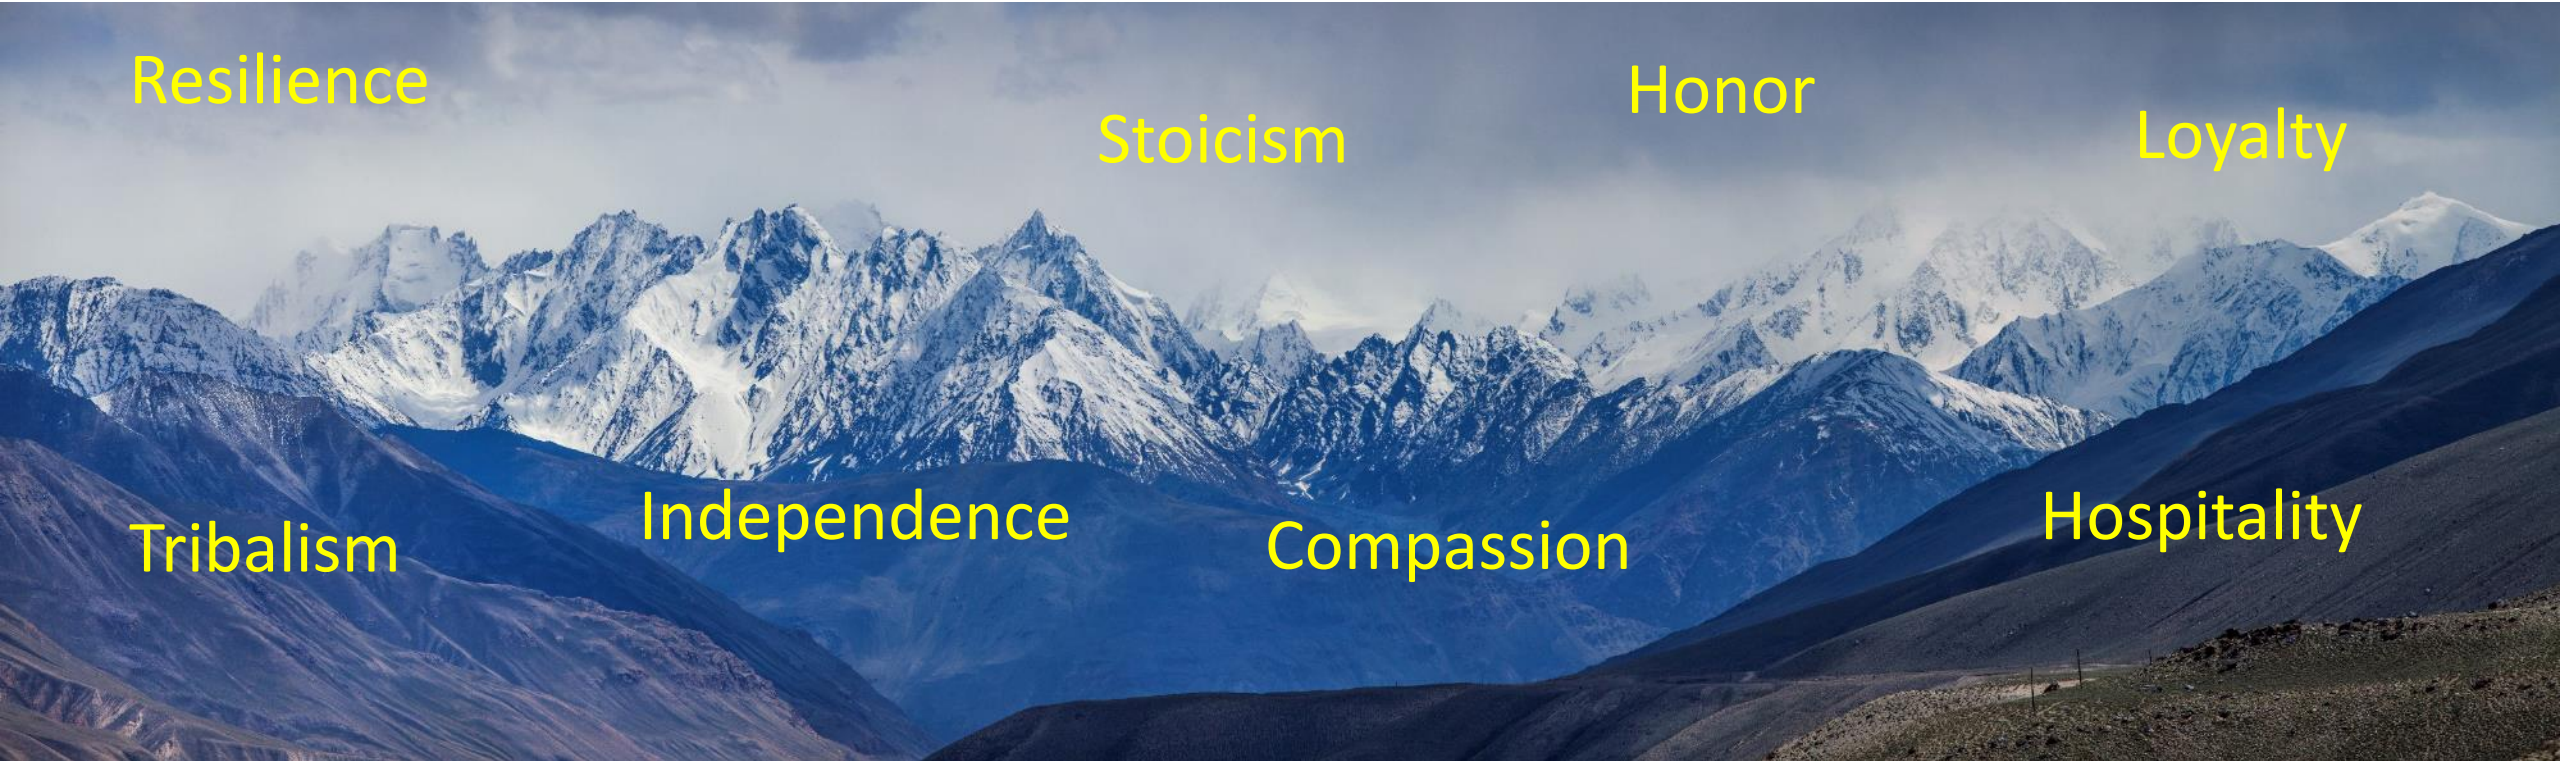 Resilience
Stoicism
Honor
Loyalty
Tribalism
Independence
Compassion
Hospitality